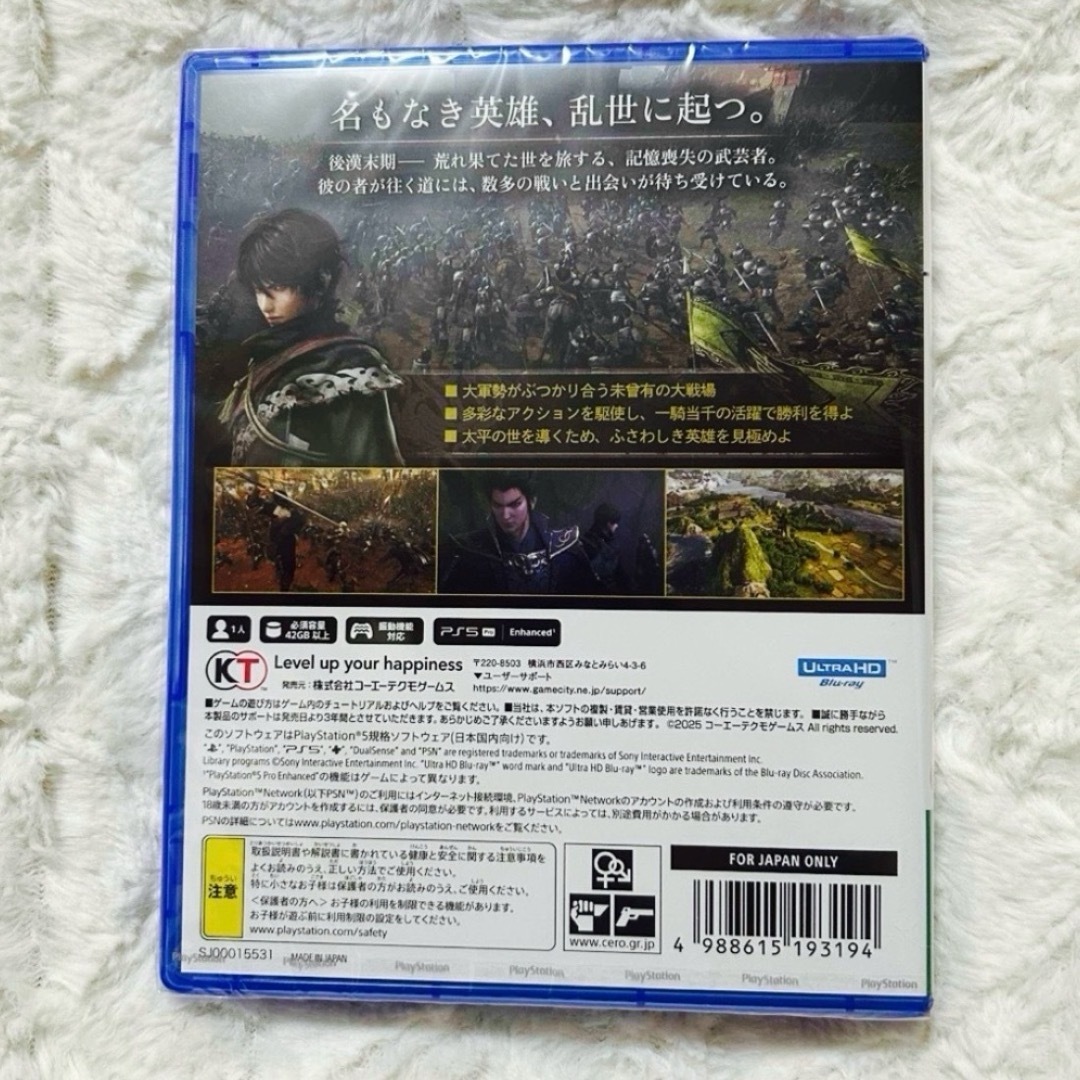 名もなき英雄、乱世に起つ。
後漢末期── 荒れ果てた世を旅する、記憶喪失の武芸者。
彼の者が往く道には、数多の戦いと出会いが待ち受けている。
■ 大軍勢がぶつかり合う未曾有の大戦場
■ 多彩なアクションを駆使し、一騎当千の活躍で勝利を得よ
■ 太平の世を導くため、ふさわしき英雄を見極めよ
1人
必須容量
42GB 以上
振動機能
対応
PS5 Pro Enhanced¹
KT
Level up your happiness
発売元：株式会社コーエーテクモゲームス
〒220-8503 横浜市西区みなとみらい4-3-6
▼ユーザーサポート
https://www.gamecity.ne.jp/support/
ULTRA HD
Blu-ray™
■ゲームの遊び方はゲーム内のチュートリアルおよびヘルプをご覧ください。■当社は、本ソフトの複製・賃貸・営業使用を許諾なく行うことを禁じます。■誠に勝手ながら
本製品のサポートは発売日より3年間とさせていただきます。あらかじめご了承くださいますようお願い申しあげます。 ©2025 コーエーテクモゲームス All rights reserved.
このソフトウェアはPlayStation®5規格ソフトウェア(日本国内向け)です。
"PlayStation", "PS5", "DualSense" and "PSN" are registered trademarks or trademarks of Sony Interactive Entertainment Inc.
Library programs ©Sony Interactive Entertainment Inc. "Ultra HD Blu-ray™" word mark and "Ultra HD Blu-ray™" logo are trademarks of the Blu-ray Disc Association.
¹"PlayStation®5 Pro Enhanced"の機能はゲームによって異なります。
PlayStation™Network(以下PSN™)のご利用にはインターネット接続環境、PlayStation™Networkのアカウントの作成および利用条件の遵守が必要です。
18歳未満の方がアカウントを作成するには、保護者の同意が必要です。利用するサービスによっては、別途費用がかかる場合があります。
PSNの詳細についてはwww.playstation.com/playstation-networkをご覧ください。
ちゅうい
注意
取扱説明書や解説書に書かれている健康と安全に関する注意事項を
よくお読みのうえ、正しい方法でご使用ください。
特に小さなお子様は保護者の方がお読みのうえ、ご使用ください。
＜保護者の方へ＞ お子様の利用を制限できる機能があります。
お子様が遊ぶ前に利用制限の設定をしてください。
www.playstation.com/safety
www.cero.gr.jp
FOR JAPAN ONLY
4 988615 193194
SJ00015531 MADE IN JAPAN
PlayStation PlayStation PlayStation PlayStation PlayStation